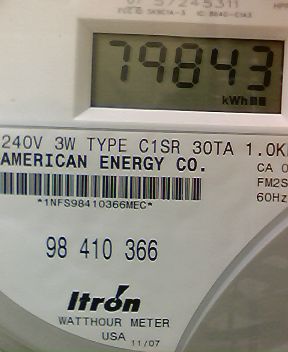 57245311
79843
kWh
240V 3W TYPE C1SR 30TA 1.0K
AMERICAN ENERGY CO.
CA 0
FM2S
60Hz
*1NFS98410366MEC*
98 410 366
Itron
WATTHOUR METER
USA 11/07